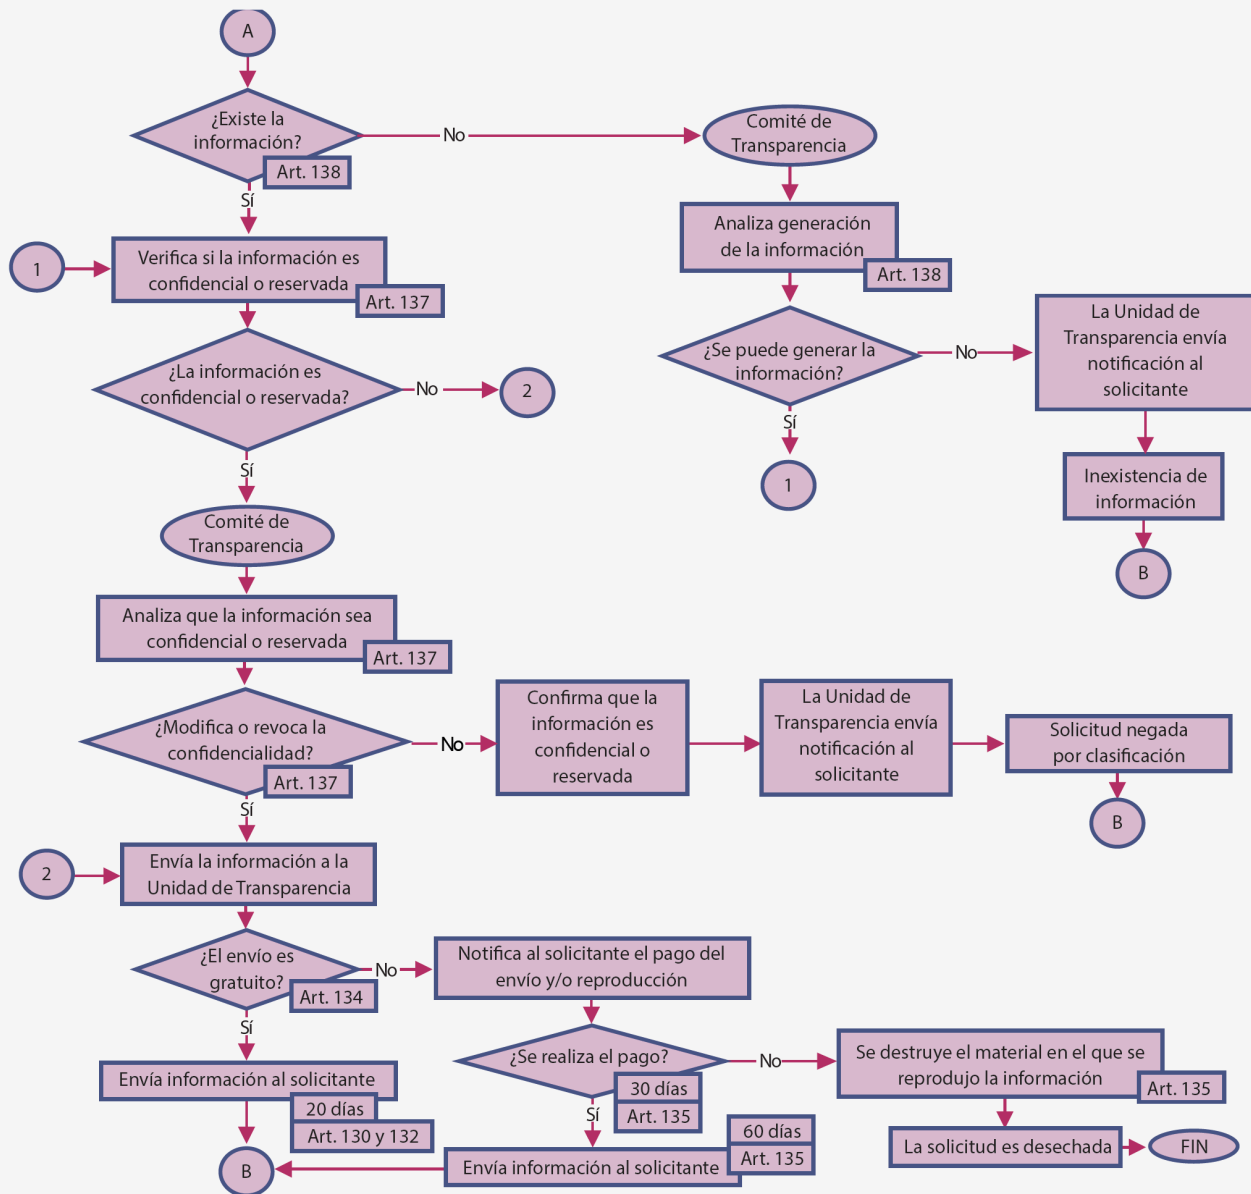 A
¿Existe la
información?
Art. 138
No
Sí
Comité de
Transparencia
Analiza generación
de la información
Art. 138
1
Verifica si la información es
confidencial o reservada
Art. 137
¿Se puede generar la
información?
No
La Unidad de
Transparencia envía
notificación al
solicitante
Sí
1
Inexistencia de
información
B
¿La información es
confidencial o reservada?
No
2
Sí
Comité de
Transparencia
Analiza que la información sea
confidencial o reservada
Art. 137
¿Modifica o revoca la
confidencialidad?
Art. 137
No
Confirma que la
información es
confidencial o
reservada
La Unidad de
Transparencia envía
notificación al
solicitante
Solicitud negada
por clasificación
B
Sí
2
Envía la información a la
Unidad de Transparencia
¿El envío es
gratuito?
Art. 134
No
Notifica al solicitante el pago del
envío y/o reproducción
Sí
¿Se realiza el pago?
30 días
Art. 135
No
Se destruye el material en el que se
reprodujo la información
Art. 135
Envía información al solicitante
20 días
Art. 130 y 132
Sí
60 días
Art. 135
Envía información al solicitante
B
La solicitud es desechada
FIN